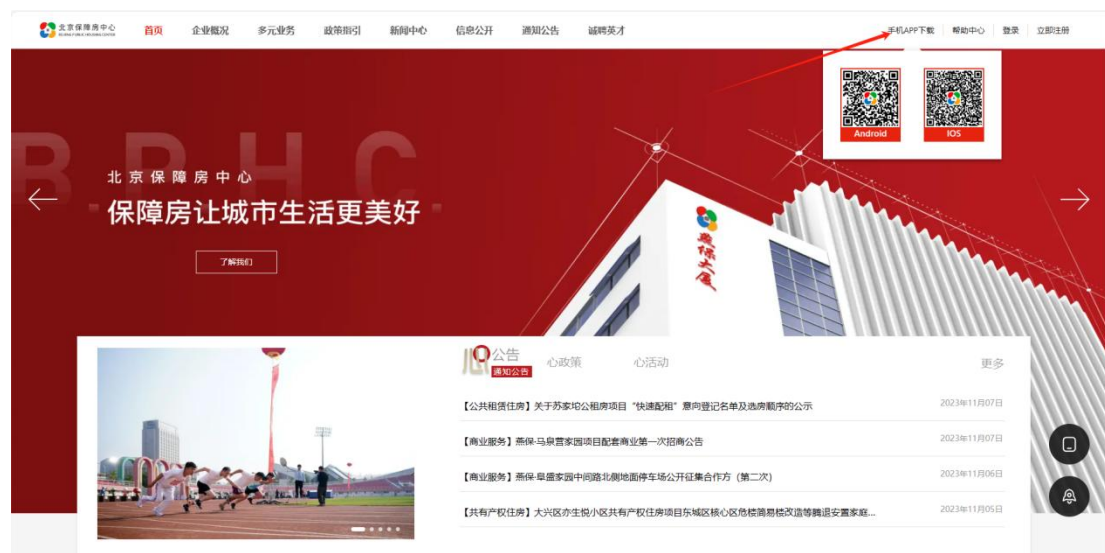 北京保障房中心
首页 企业概况 多元业务 政策指引 新闻中心 信息公开 通知公告 诚聘英才 手机APP下载 帮助中心 登录 立即注册
Android IOS
BPHC
北京保障房中心
保障房让城市生活更美好
了解我们
燕保大厦
心公告 心政策 心活动 更多
通知公告
【公共租赁住房】关于苏家坨公租房项目“快速配租”意向登记名单及选房顺序的公示 2023年11月07日
【商业服务】燕保·马泉营家园项目配套商业第一次招商公告 2023年11月07日
【商业服务】燕保·阜盛家园中间路北侧地面停车场公开征集合作方（第二次） 2023年11月06日
【共有产权住房】大兴区亦生悦小区共有产权住房项目东城区核心区危楼简易楼改造等腾退安置家庭... 2023年11月05日